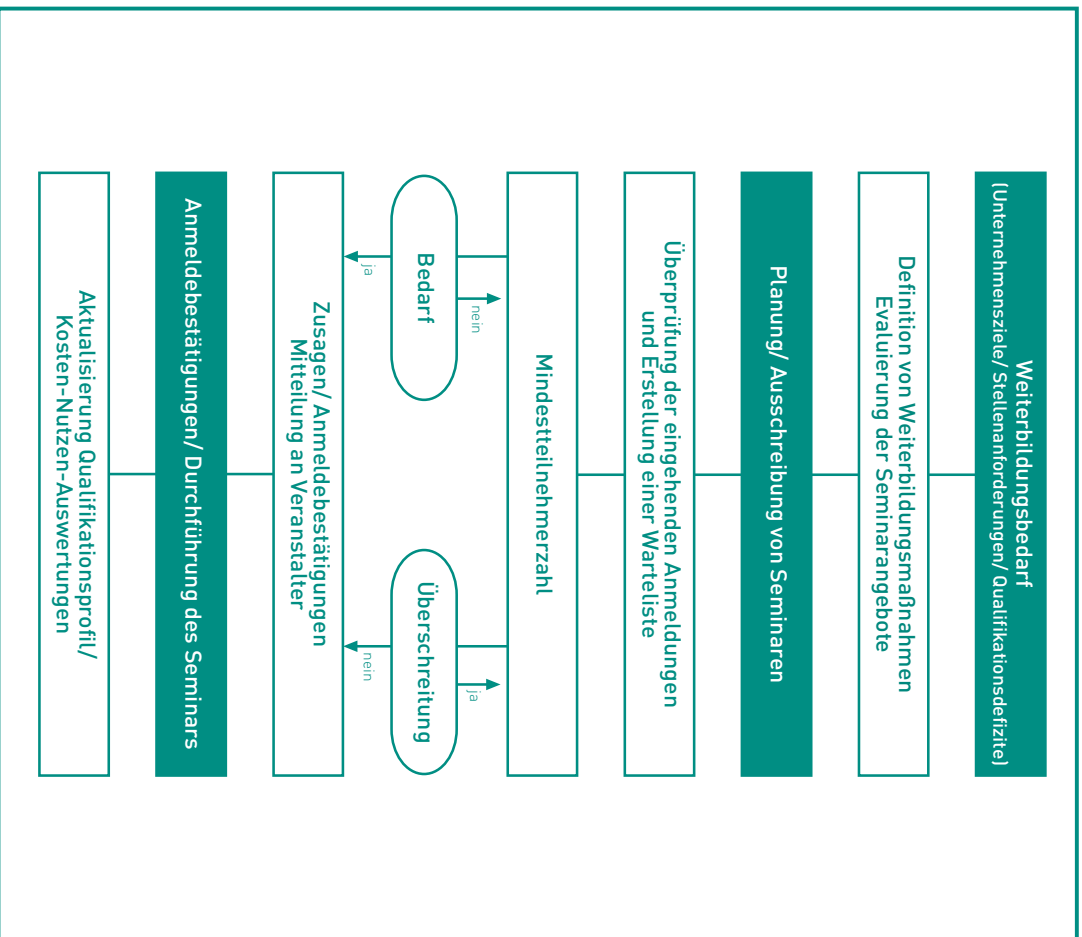 Weiterbildungsbedarf
(Unternehmensziele/ Stellenanforderungen/ Qualifikationsdefizite)
Definition von Weiterbildungsmaßnahmen
Evaluierung der Seminarangebote
Planung/ Ausschreibung von Seminaren
Überprüfung der eingehenden Anmeldungen
und Erstellung einer Warteliste
Mindestteilnehmerzahl
nein
Bedarf
ja
ja
Überschreitung
nein
Zusagen/ Anmeldebestätigungen
Mitteilung an Veranstalter
Anmeldebestätigungen/ Durchführung des Seminars
Aktualisierung Qualifikationsprofil/
Kosten-Nutzen-Auswertungen